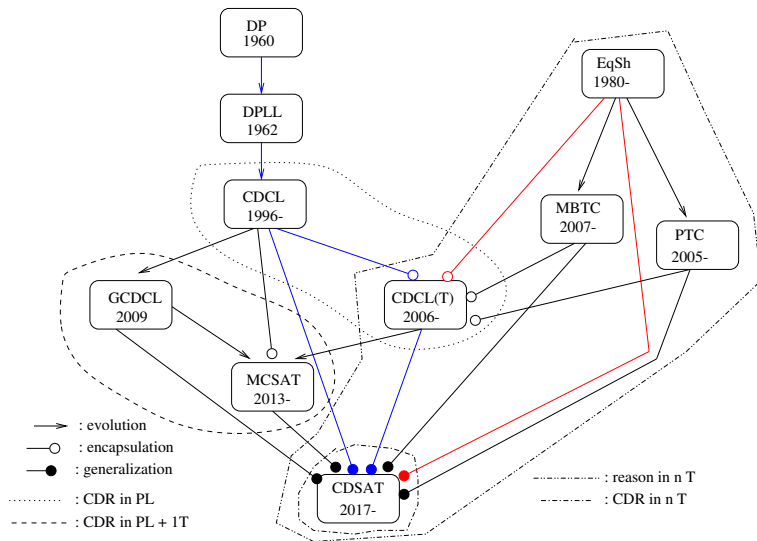 DP
1960
EqSh
1980-
DPLL
1962
CDCL
1996-
MBTC
2007-
PTC
2005-
GCDCL
2009
CDCL(T)
2006-
MCSAT
2013-
: evolution
: encapsulation
: generalization
: CDR in PL
: CDR in PL + 1T
CDSAT
2017-
: reason in n T
: CDR in n T